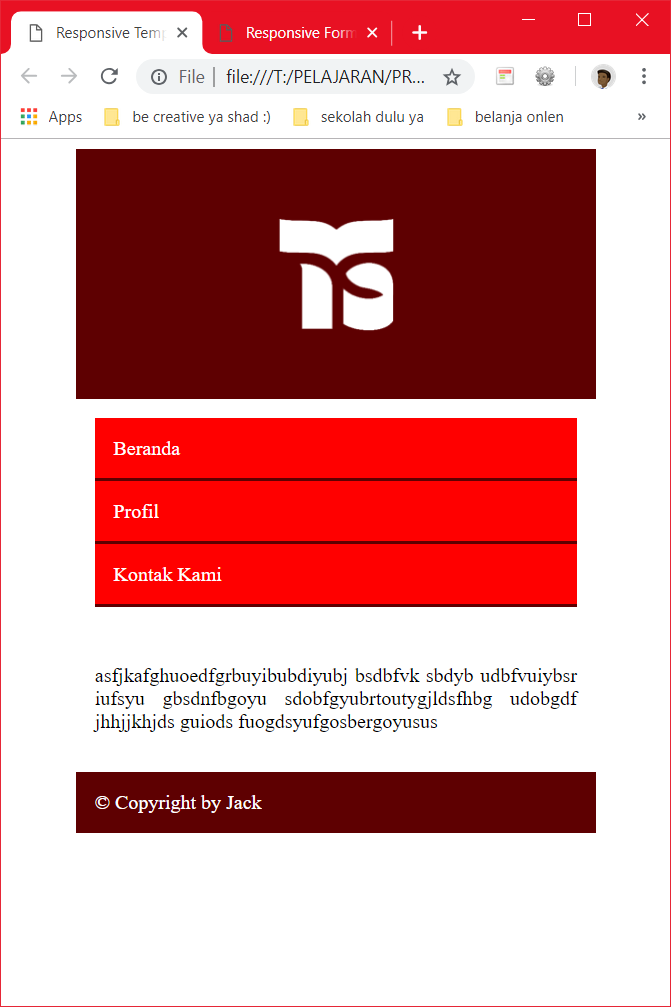 Responsive Temp
Responsive Form
File
file:///T:/PELAJARAN/PR...
Apps
be creative ya shad :)
sekolah dulu ya
belanja onlen
»
Beranda
Profil
Kontak Kami
asfjkafghuoedfgrbuyibubdiyubj bsdbfvk sbdyb udbfvuiybsr
iufsyu gbsdnfbgoyu sdobfgyubrtoutygjldsfhbg udobgdf
jhhjjkhjds guiods fuogdsyufgosbergoyusus
© Copyright by Jack